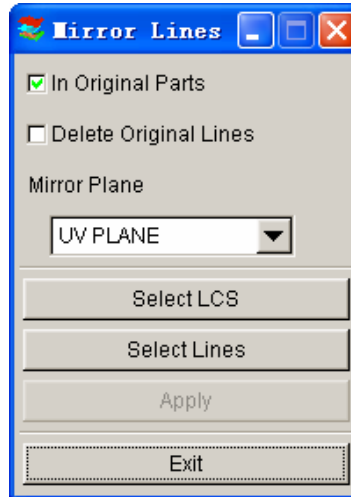 Mirror Lines
In Original Parts
Delete Original Lines
Mirror Plane
UV PLANE
Select LCS
Select Lines
Apply
Exit